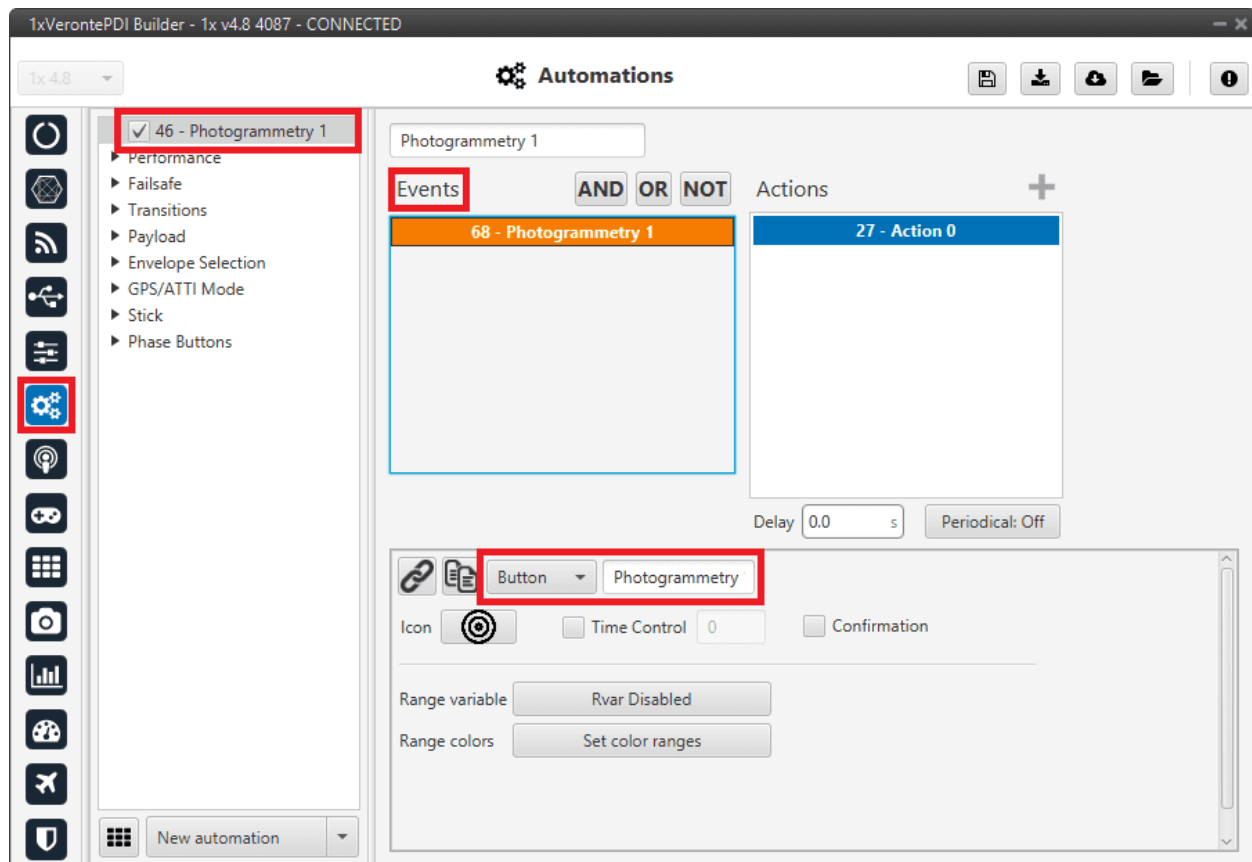 1xVerontePDI Builder - 1x v4.8 4087 - CONNECTED
1x 4.8
Automations
46 - Photogrammetry 1
Performance
Failsafe
Transitions
Payload
Envelope Selection
GPS/ATTI Mode
Stick
Phase Buttons
New automation
Photogrammetry 1
Events AND OR NOT Actions
68 - Photogrammetry 1
27 - Action 0
Delay 0.0 s Periodical: Off
Button Photogrammetry
Icon Time Control 0 Confirmation
Range variable Rvar Disabled
Range colors Set color ranges